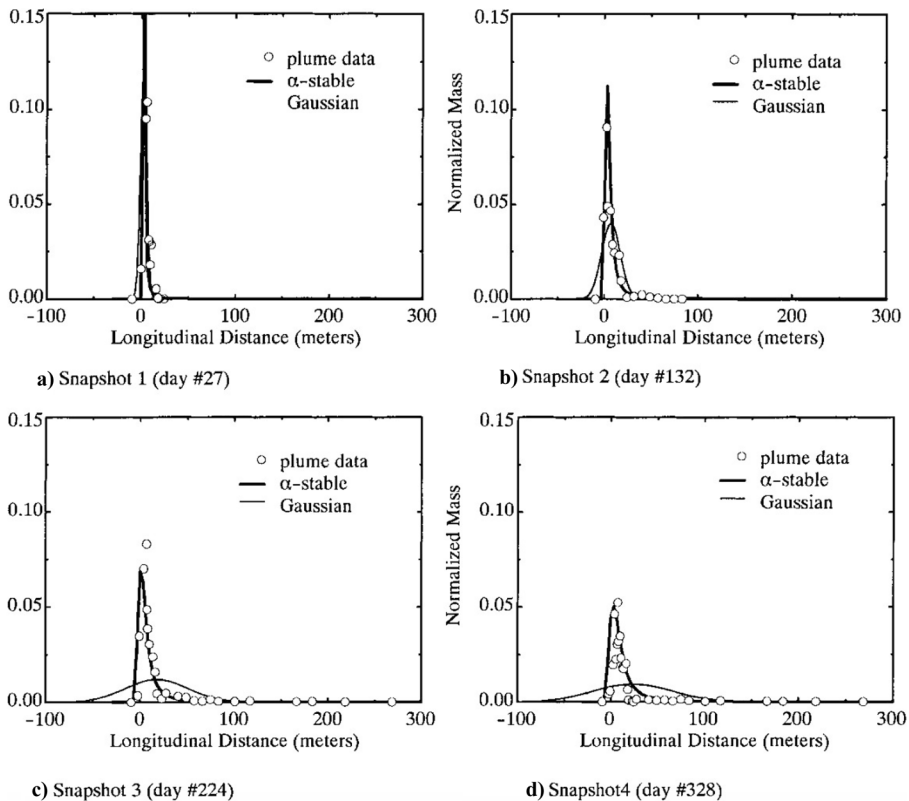 0.15
0.10
0.05
0.00
-100
0
100
200
300
Longitudinal Distance (meters)
plume data
α-stable
Gaussian
a) Snapshot 1 (day #27)
Normalized Mass
0.15
0.10
0.05
0.00
-100
0
100
200
300
Longitudinal Distance (meters)
plume data
α-stable
Gaussian
b) Snapshot 2 (day #132)
0.15
0.10
0.05
0.00
-100
0
100
200
300
Longitudinal Distance (meters)
plume data
α-stable
Gaussian
c) Snapshot 3 (day #224)
Normalized Mass
0.15
0.10
0.05
0.00
-100
0
100
200
300
Longitudinal Distance (meters)
plume data
α-stable
Gaussian
d) Snapshot4 (day #328)